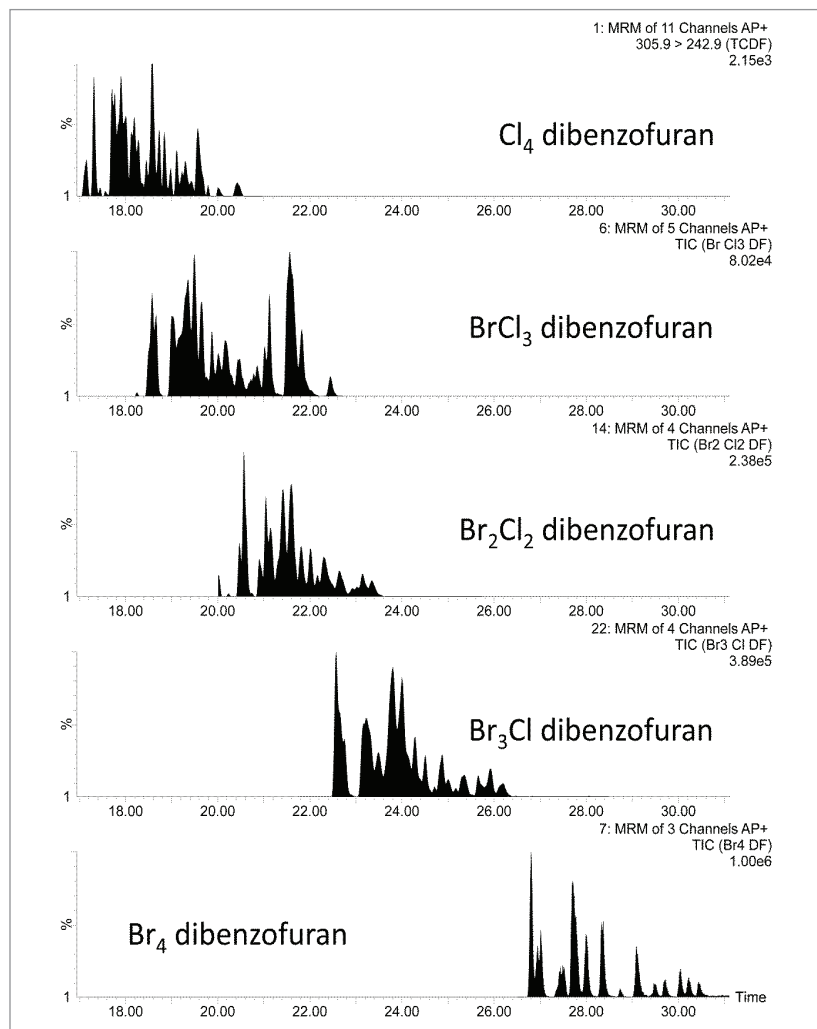 1: MRM of 11 Channels AP+
305.9 > 242.9 (TCDF)
2.15e3
%
Cl₄ dibenzofuran
1
18.00 20.00 22.00 24.00 26.00 28.00 30.00
6: MRM of 5 Channels AP+
TIC (Br Cl3 DF)
8.02e4
%
BrCl₃ dibenzofuran
1
18.00 20.00 22.00 24.00 26.00 28.00 30.00
14: MRM of 4 Channels AP+
TIC (Br2 Cl2 DF)
2.38e5
%
Br₂Cl₂ dibenzofuran
1
18.00 20.00 22.00 24.00 26.00 28.00 30.00
22: MRM of 4 Channels AP+
TIC (Br3 Cl DF)
3.89e5
%
Br₃Cl dibenzofuran
1
18.00 20.00 22.00 24.00 26.00 28.00 30.00
7: MRM of 3 Channels AP+
TIC (Br4 DF)
1.00e6
%
Br₄ dibenzofuran
1 Time
18.00 20.00 22.00 24.00 26.00 28.00 30.00